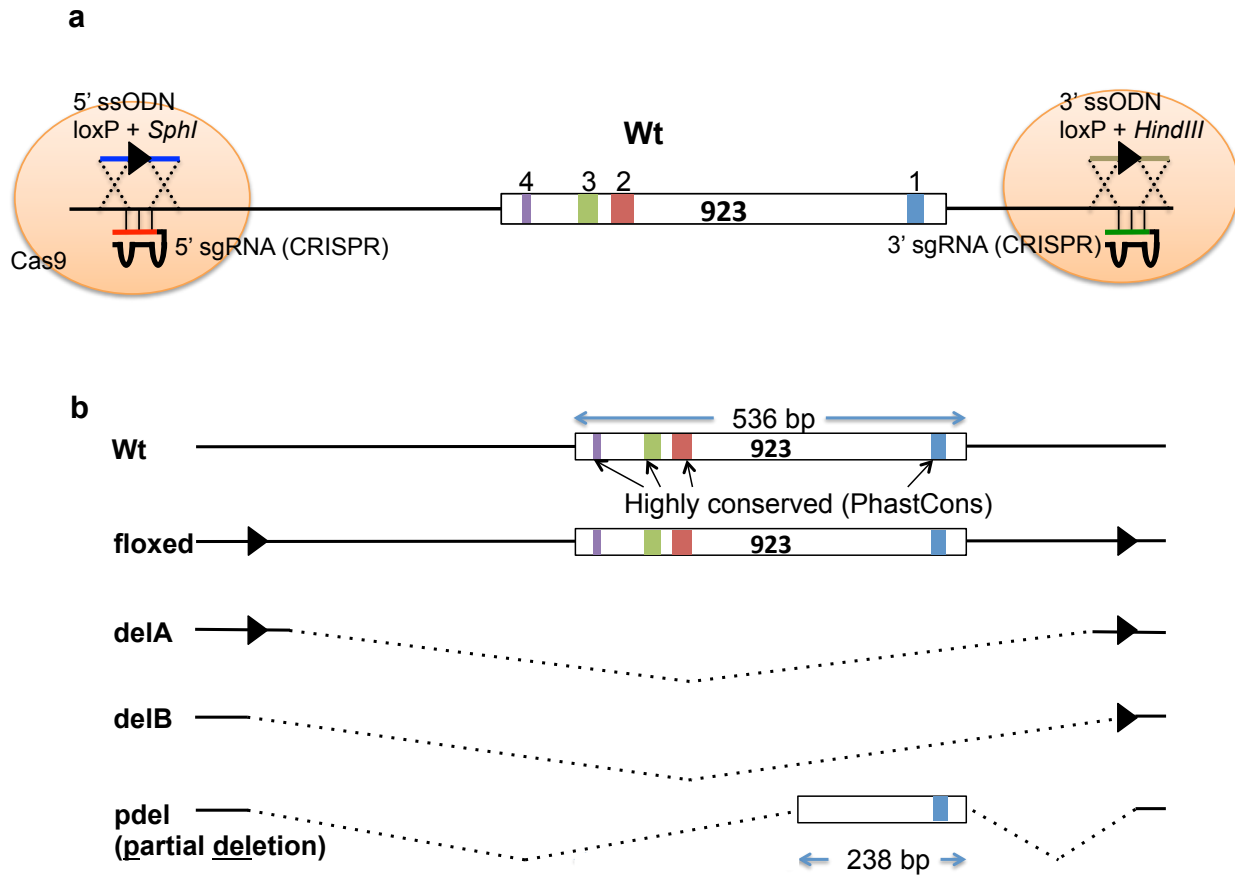 a
5’ ssODN
loxP + SphI
3’ ssODN
loxP + HindIII
Wt
4 3 2 1
923
5’ sgRNA (CRISPR)
3’ sgRNA (CRISPR)
Cas9
b
536 bp
Wt
923
Highly conserved (PhastCons)
floxed
923
delA
delB
pdel
(partial deletion)
238 bp